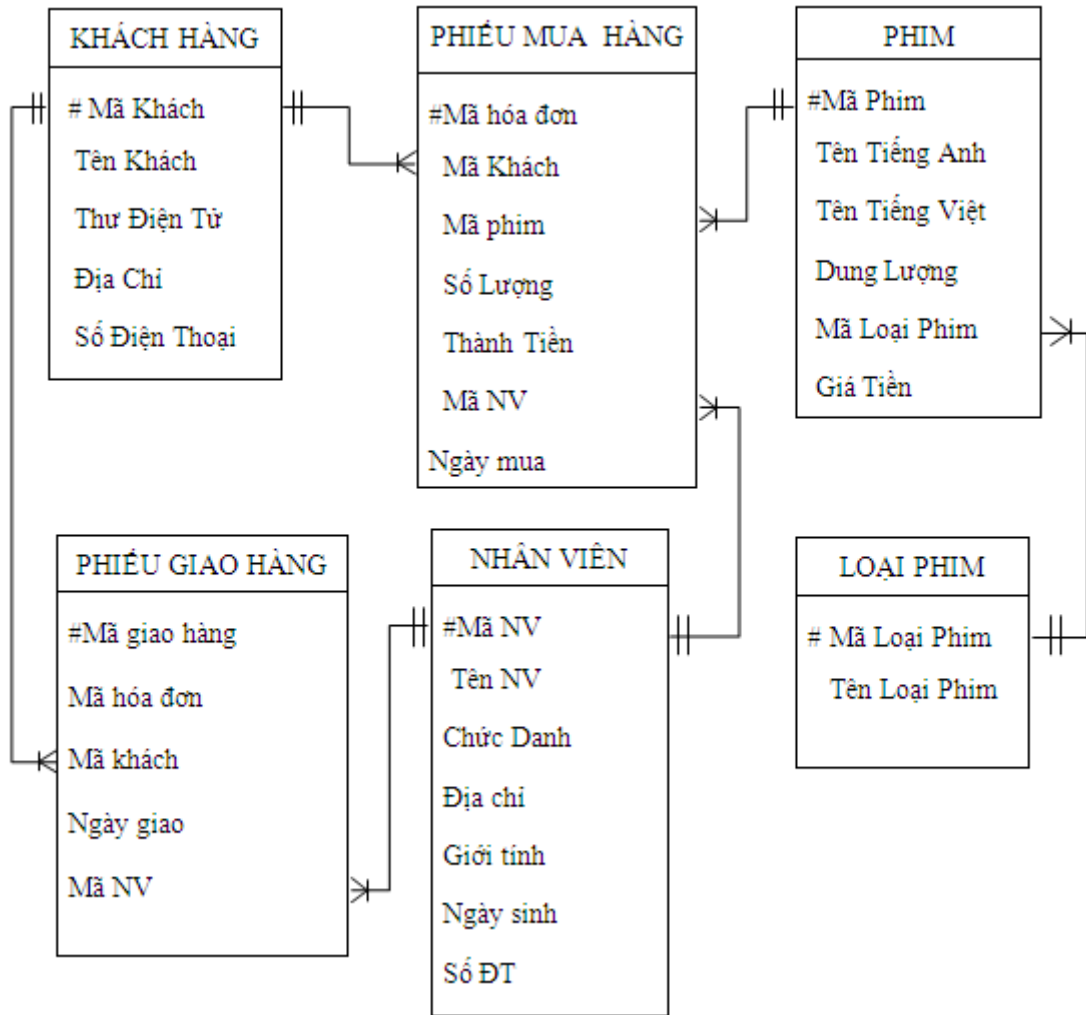 KHÁCH HÀNG
# Mã Khách
Tên Khách
Thư Điện Tử
Địa Chỉ
Số Điện Thoại
PHIẾU MUA HÀNG
#Mã hóa đơn
Mã Khách
Mã phim
Số Lượng
Thành Tiền
Mã NV
Ngày mua
PHIM
#Mã Phim
Tên Tiếng Anh
Tên Tiếng Việt
Dung Lượng
Mã Loại Phim
Giá Tiền
PHIẾU GIAO HÀNG
#Mã giao hàng
Mã hóa đơn
Mã khách
Ngày giao
Mã NV
NHÂN VIÊN
#Mã NV
Tên NV
Chức Danh
Địa chỉ
Giới tính
Ngày sinh
Số ĐT
LOẠI PHIM
# Mã Loại Phim
Tên Loại Phim